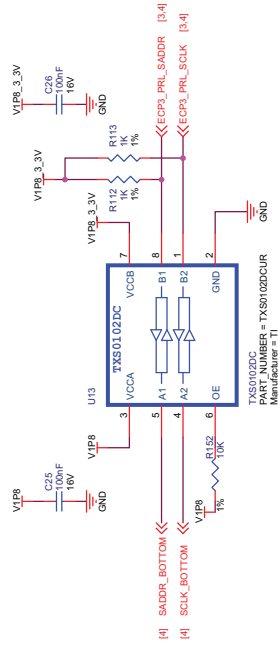 V1P8
C25
100nF
16V
GND
V1P8_3_3V
C26
100nF
16V
GND
V1P8
V1P8_3_3V
V1P8_3_3V
R112
1K
1%
R113
1K
1%
U13
3
VCCA
VCCB
7
TXS0102DC
[4]
SADDR_BOTTOM
5
A1
B1
8
ECP3_PRL_SADDR
[3,4]
[4]
SCLK_BOTTOM
4
A2
B2
1
ECP3_PRL_SCLK
[3,4]
V1P8
R152
10K
1%
6
OE
GND
2
GND
TXS0102DC
PART_NUMBER = TXS0102DCUR
Manufacturer = TI